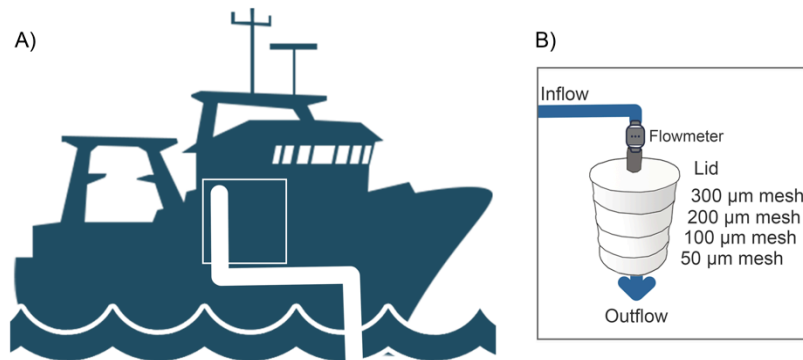 A)
B)
Inflow
Flowmeter
Lid
300 µm mesh
200 µm mesh
100 µm mesh
50 µm mesh
Outflow